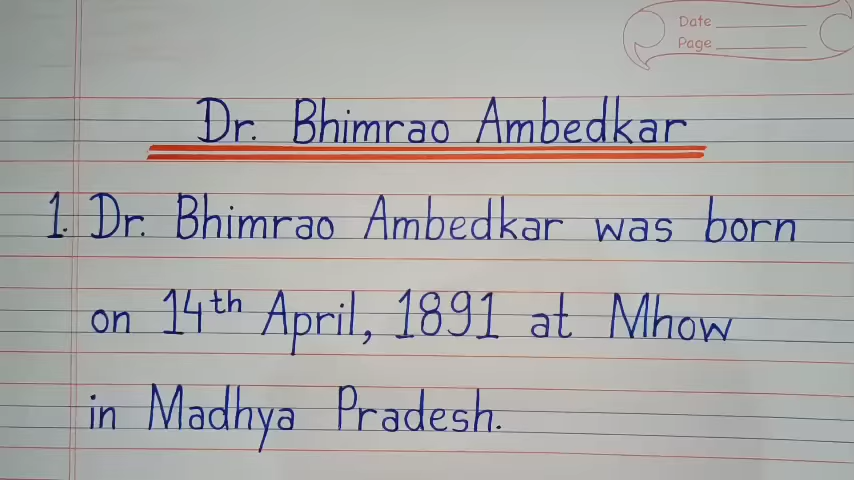 Date
Page
Dr. Bhimrao Ambedkar
1. Dr. Bhimrao Ambedkar was born
on 14th April, 1891 at Mhow
in Madhya Pradesh.